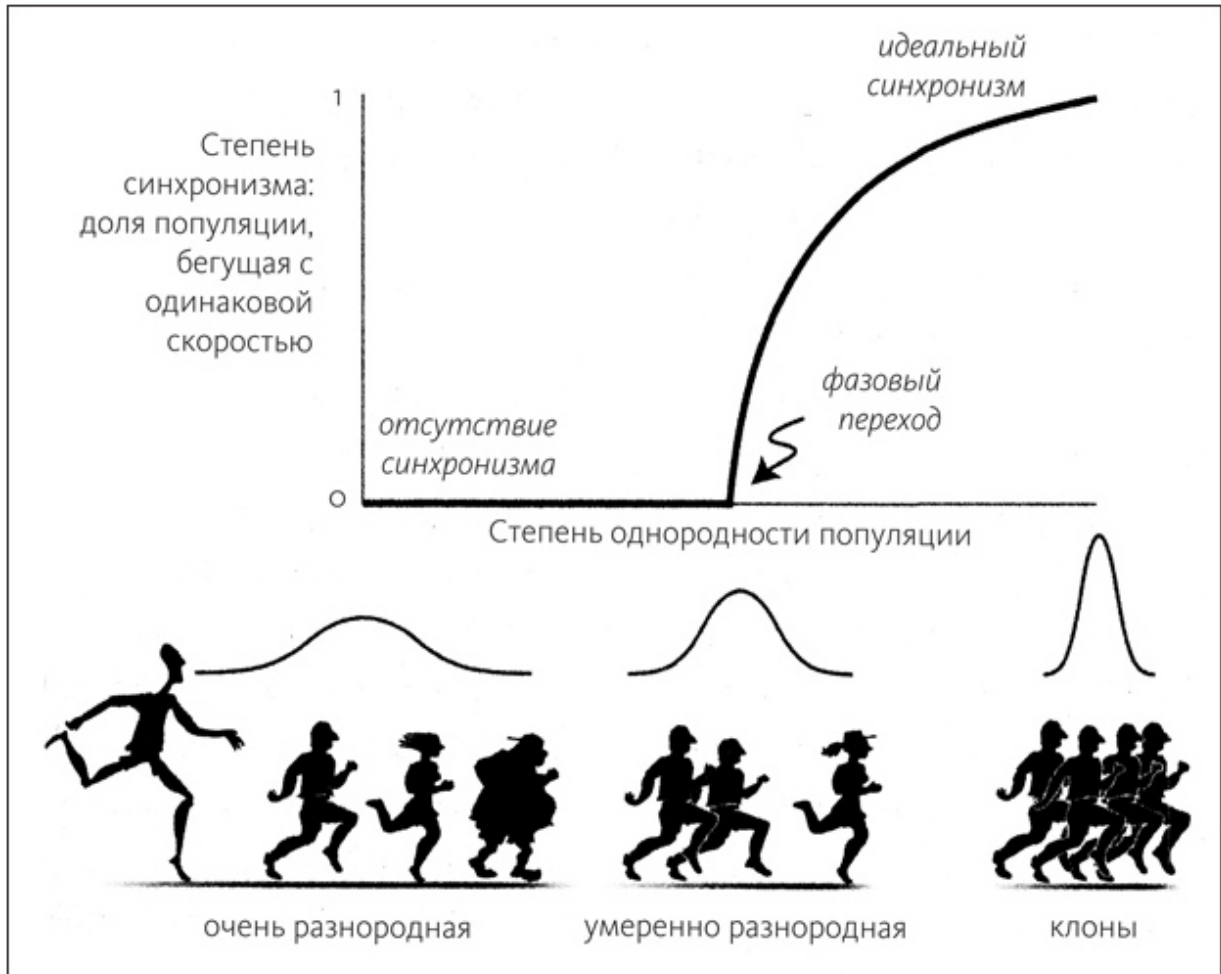 идеальный
синхронизм
1
Степень
синхронизма:
доля популяции,
бегущая с
одинаковой
скоростью
фазовый
переход
отсутствие
синхронизма
0
Степень однородности популяции
очень разнородная
умеренно разнородная
клоны